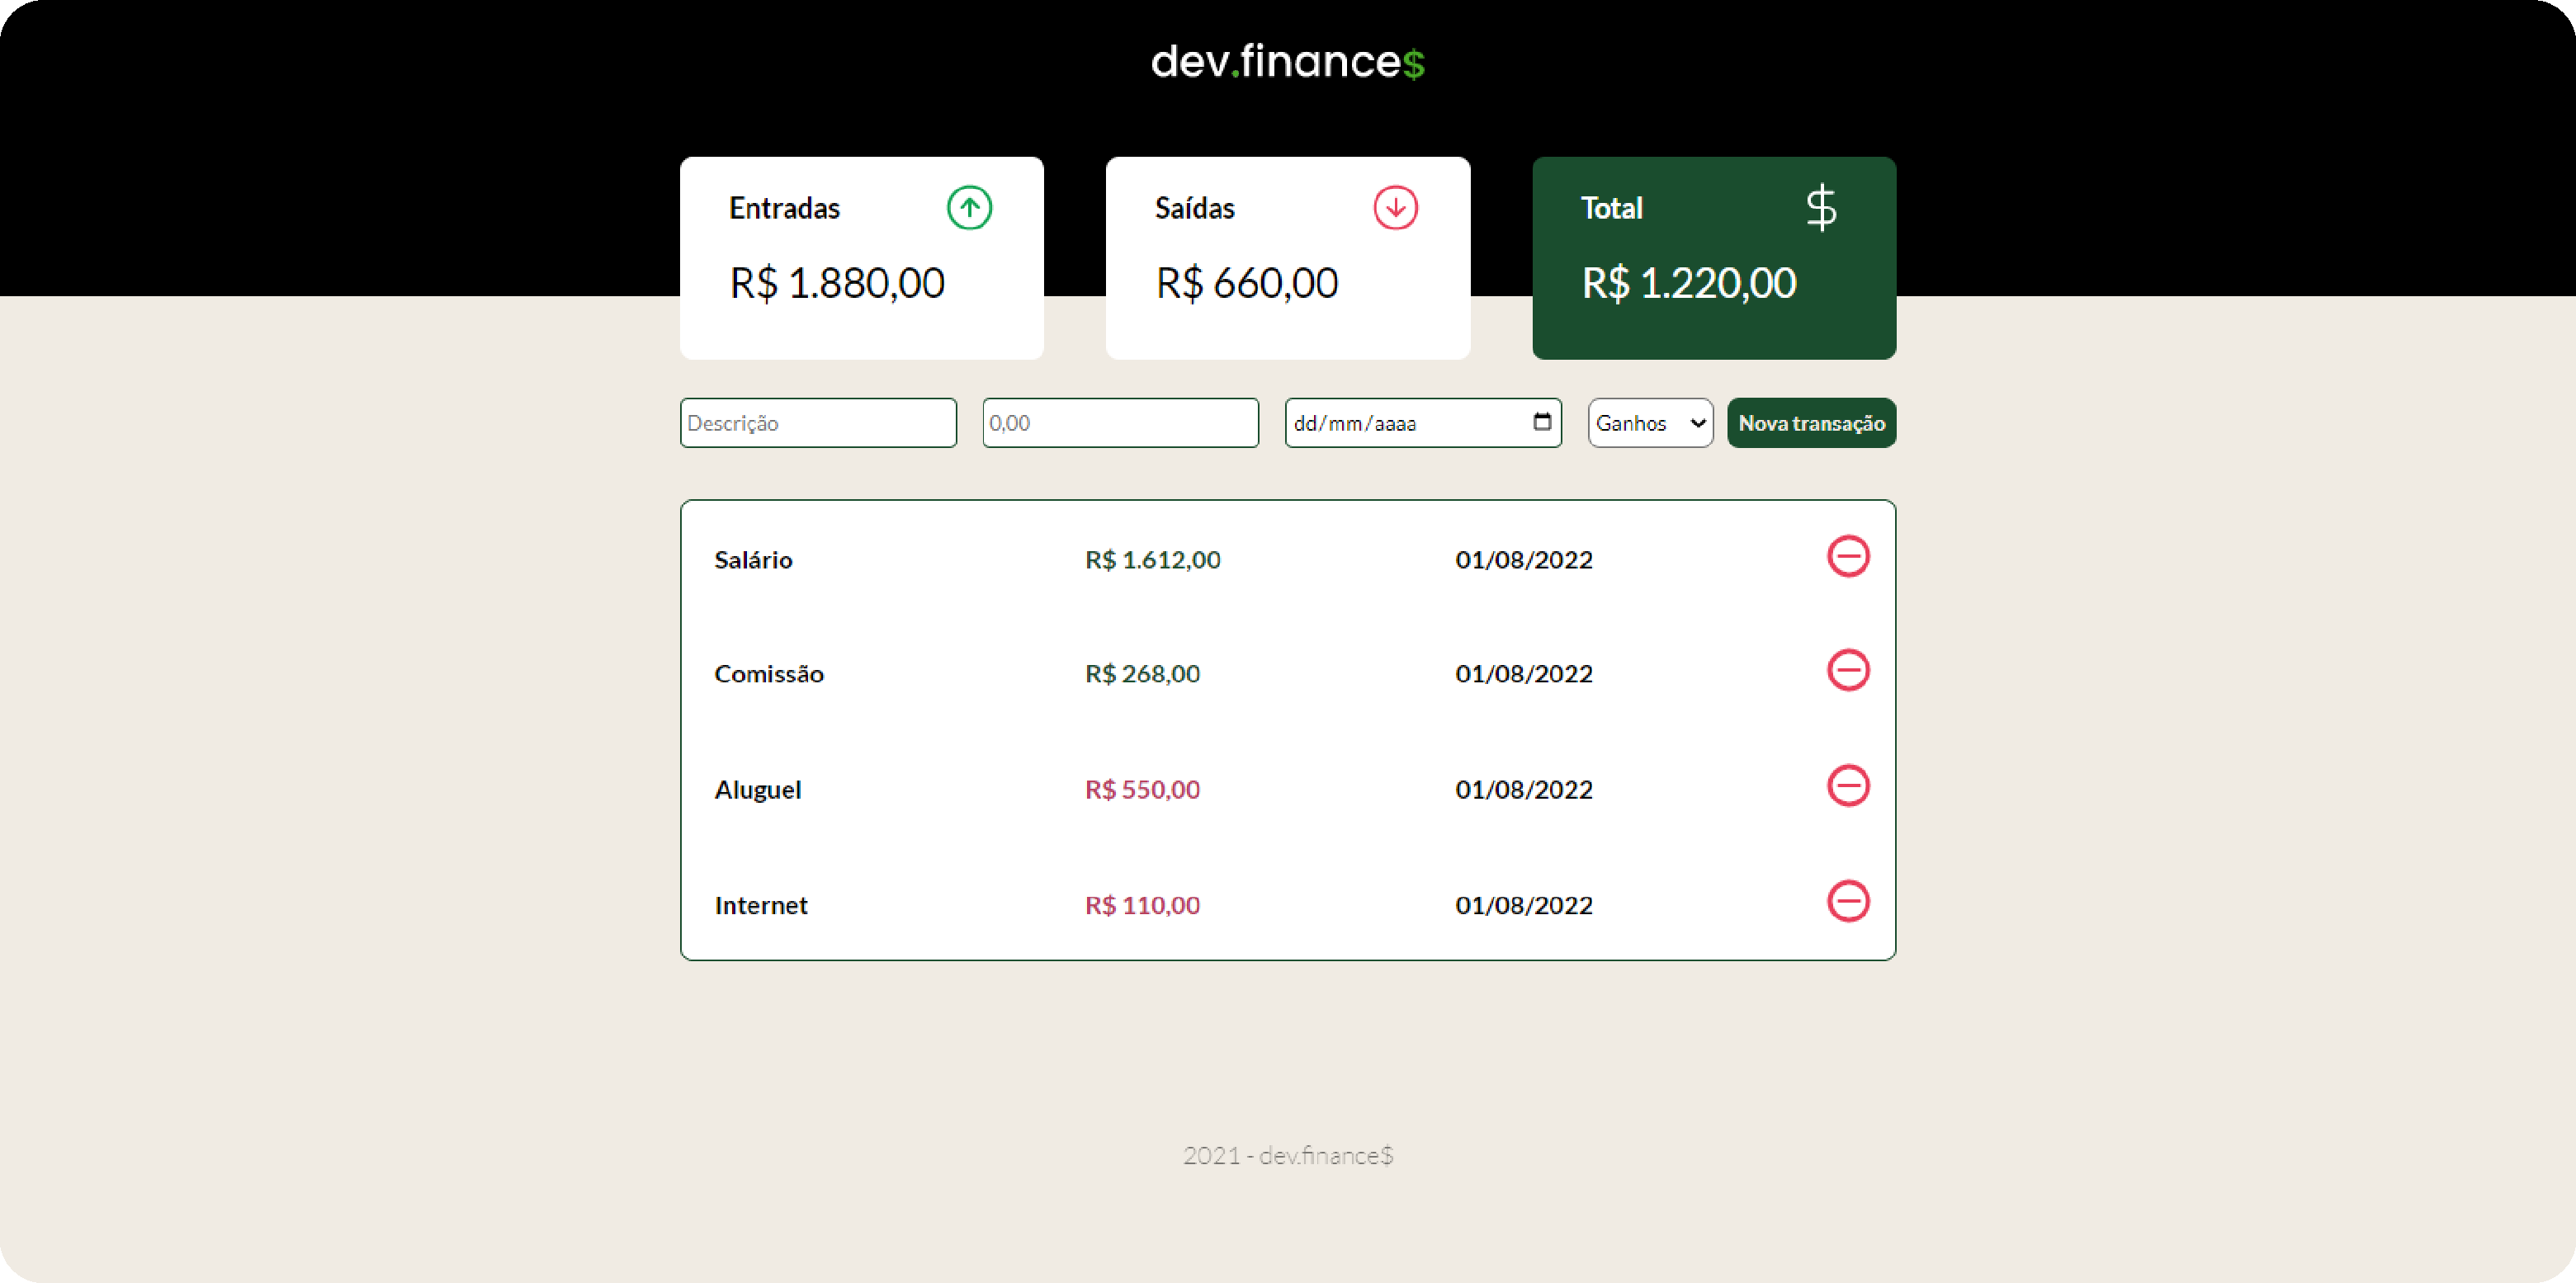 dev.finance$
Entradas
R$ 1.880,00
Saídas
R$ 660,00
Total $
R$ 1.220,00
Descrição 0,00 dd/mm/aaaa Ganhos Nova transação
Salário R$ 1.612,00 01/08/2022
Comissão R$ 268,00 01/08/2022
Aluguel R$ 550,00 01/08/2022
Internet R$ 110,00 01/08/2022
2021 - dev.finance$